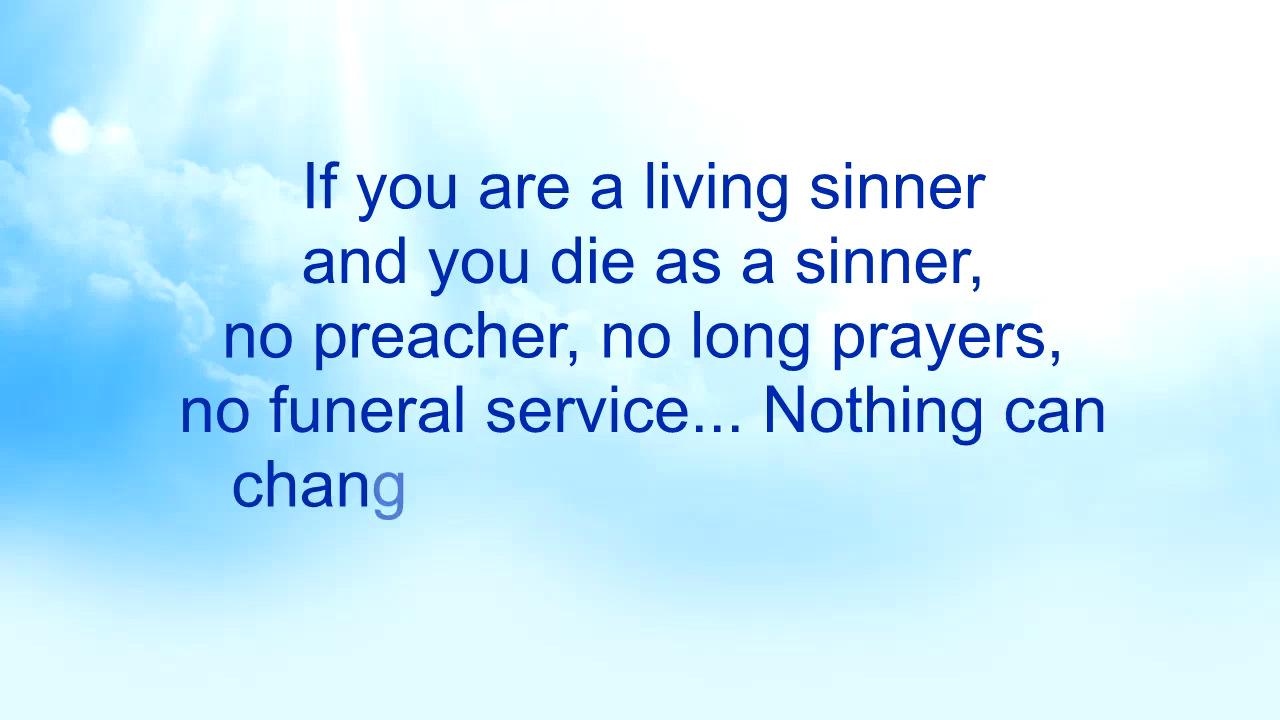 If you are a living sinner
and you die as a sinner,
no preacher, no long prayers,
no funeral service... Nothing can
chang